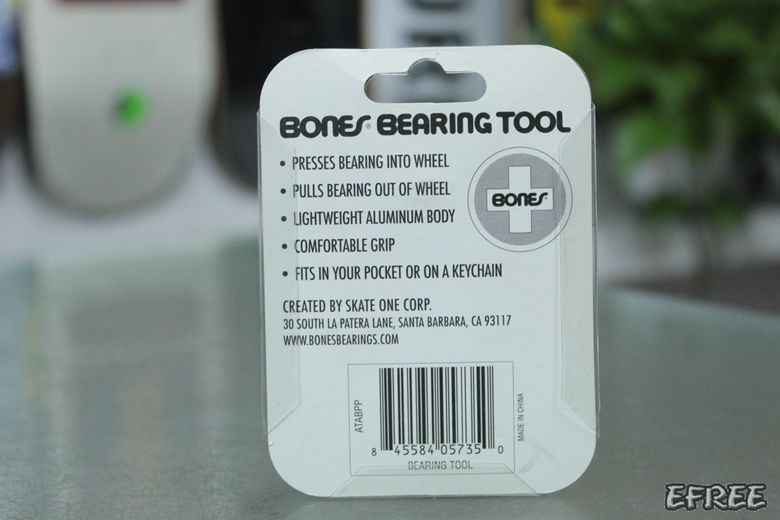 BONES® BEARING TOOL
• PRESSES BEARING INTO WHEEL
• PULLS BEARING OUT OF WHEEL
• LIGHTWEIGHT ALUMINUM BODY
• COMFORTABLE GRIP
• FITS IN YOUR POCKET OR ON A KEYCHAIN
BONES
CREATED BY SKATE ONE CORP.
30 SOUTH LA PATERA LANE, SANTA BARBARA, CA 93117
WWW.BONESBEARINGS.COM
ATABPP
8 45584 05735 0
BEARING TOOL
MADE IN CHINA
EFREE